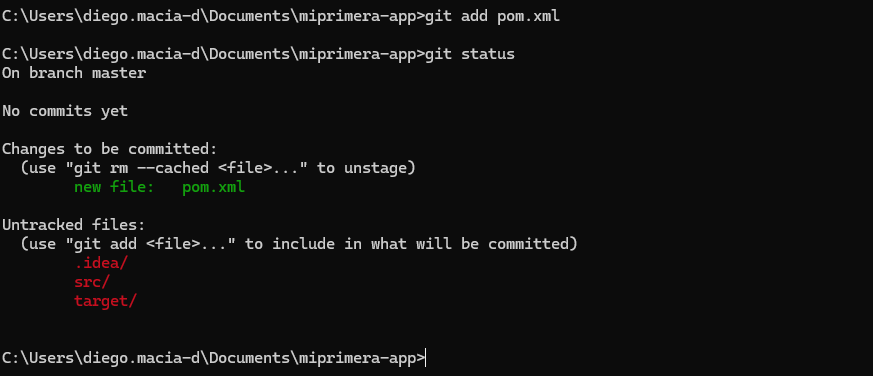 C:\Users\diego.macia-d\Documents\miprimera-app>git add pom.xml
C:\Users\diego.macia-d\Documents\miprimera-app>git status
On branch master
No commits yet
Changes to be committed:
  (use "git rm --cached <file>..." to unstage)
        new file:   pom.xml
Untracked files:
  (use "git add <file>..." to include in what will be committed)
        .idea/
        src/
        target/
C:\Users\diego.macia-d\Documents\miprimera-app>